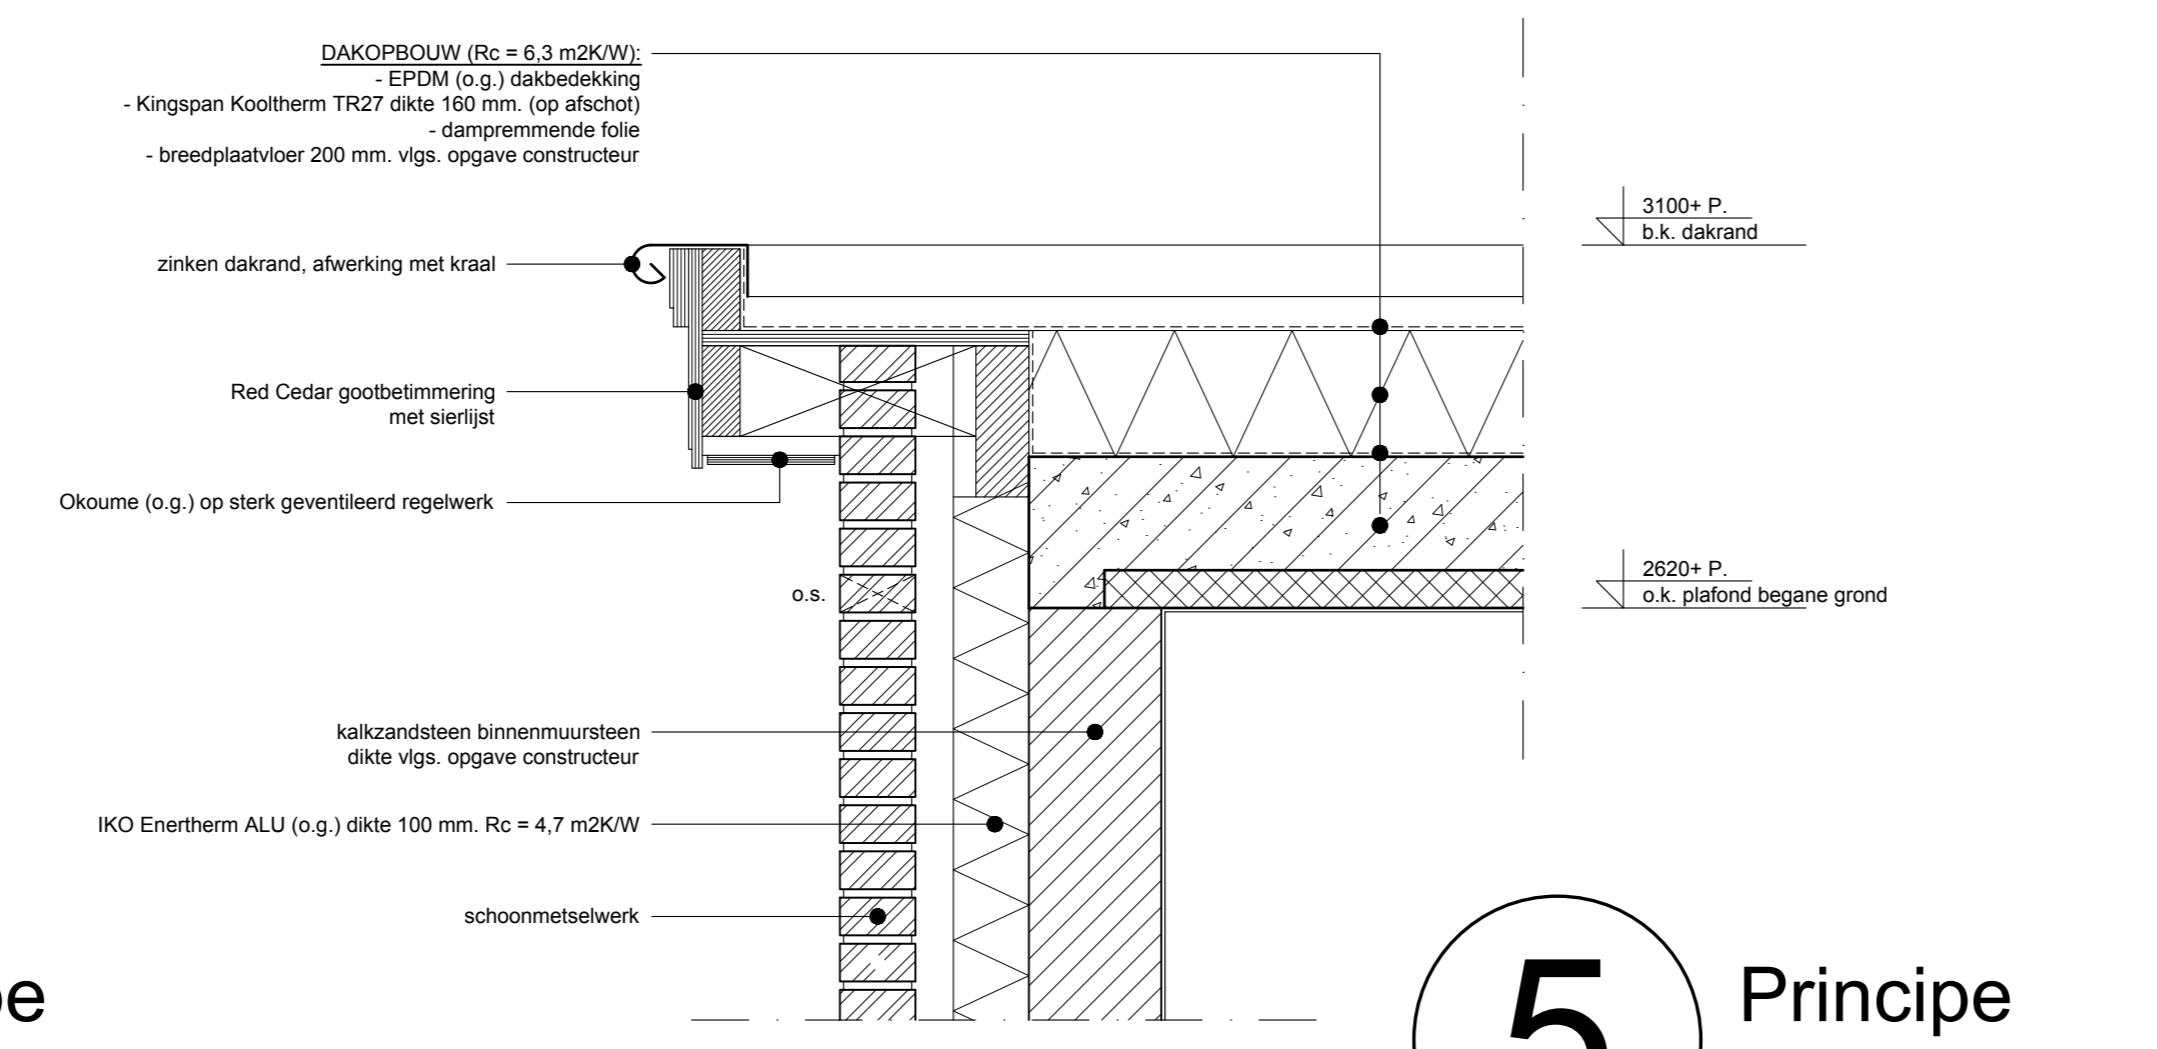 DAKOPBOUW (Rc = 6,3 m2K/W):
- EPDM (o.g.) dakbedekking
- Kingspan Kooltherm TR27 dikte 160 mm. (op afschot)
- dampremmende folie
- breedplaatvloer 200 mm. vlgs. opgave constructeur
3100+ P.
b.k. dakrand
zinken dakrand, afwerking met kraal
Red Cedar gootbetimmering
met sierlijst
Okoume (o.g.) op sterk geventileerd regelwerk
2620+ P.
o.k. plafond begane grond
o.s.
kalkzandsteen binnenmuursteen
dikte vlgs. opgave constructeur
IKO Enertherm ALU (o.g.) dikte 100 mm. Rc = 4,7 m2K/W
schoonmetselwerk
5
Principe